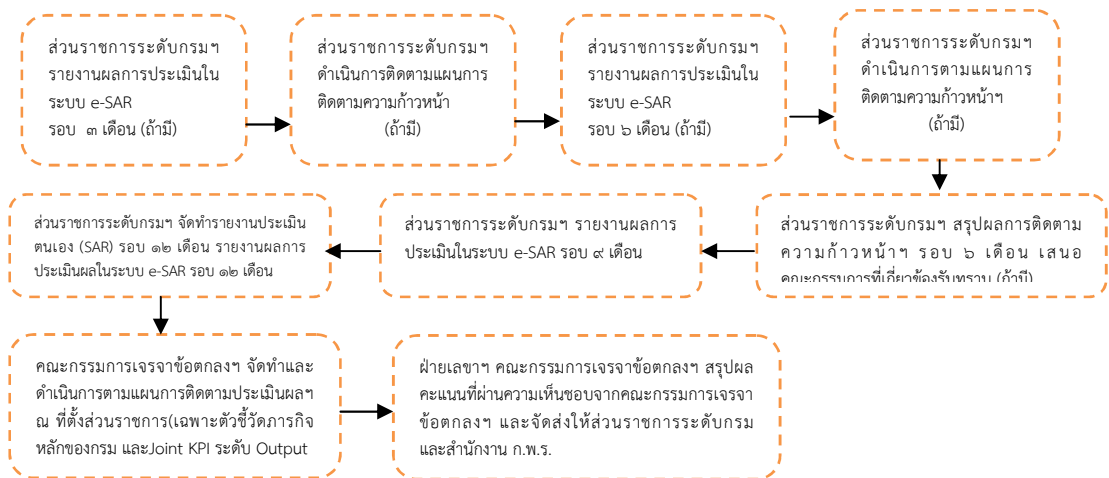 ส่วนราชการระดับกรมฯ
รายงานผลการประเมินใน
ระบบ e-SAR
รอบ ๓ เดือน (ถ้ามี)
ส่วนราชการระดับกรมฯ
ดำเนินการติดตามแผนการ
ติดตามความก้าวหน้า
(ถ้ามี)
ส่วนราชการระดับกรมฯ
รายงานผลการประเมินใน
ระบบ e-SAR
รอบ ๖ เดือน (ถ้ามี)
ส่วนราชการระดับกรมฯ
ดำเนินการตามแผนการ
ติดตามความก้าวหน้าฯ
(ถ้ามี)
ส่วนราชการระดับกรมฯ สรุปผลการติดตาม
ความก้าวหน้าฯ รอบ ๖ เดือน เสนอ
คณะกรรมการที่เกี่ยวข้องรับทราบ (ถ้ามี)
ส่วนราชการระดับกรมฯ รายงานผลการ
ประเมินในระบบ e-SAR รอบ ๙ เดือน
ส่วนราชการระดับกรมฯ จัดทำรายงานประเมิน
ตนเอง (SAR) รอบ ๑๒ เดือน รายงานผลการ
ประเมินผลในระบบ e-SAR รอบ ๑๒ เดือน
คณะกรรมการเจรจาข้อตกลงฯ จัดทำและ
ดำเนินการตามแผนการติดตามประเมินผลฯ
ณ ที่ตั้งส่วนราชการ(เฉพาะตัวชี้วัดภารกิจ
หลักของกรม และJoint KPI ระดับ Output
ฝ่ายเลขาฯ คณะกรรมการเจรจาข้อตกลงฯ สรุปผล
คะแนนที่ผ่านความเห็นชอบจากคณะกรรมการเจรจา
ข้อตกลงฯ และจัดส่งให้ส่วนราชการระดับกรม
และสำนักงาน ก.พ.ร.